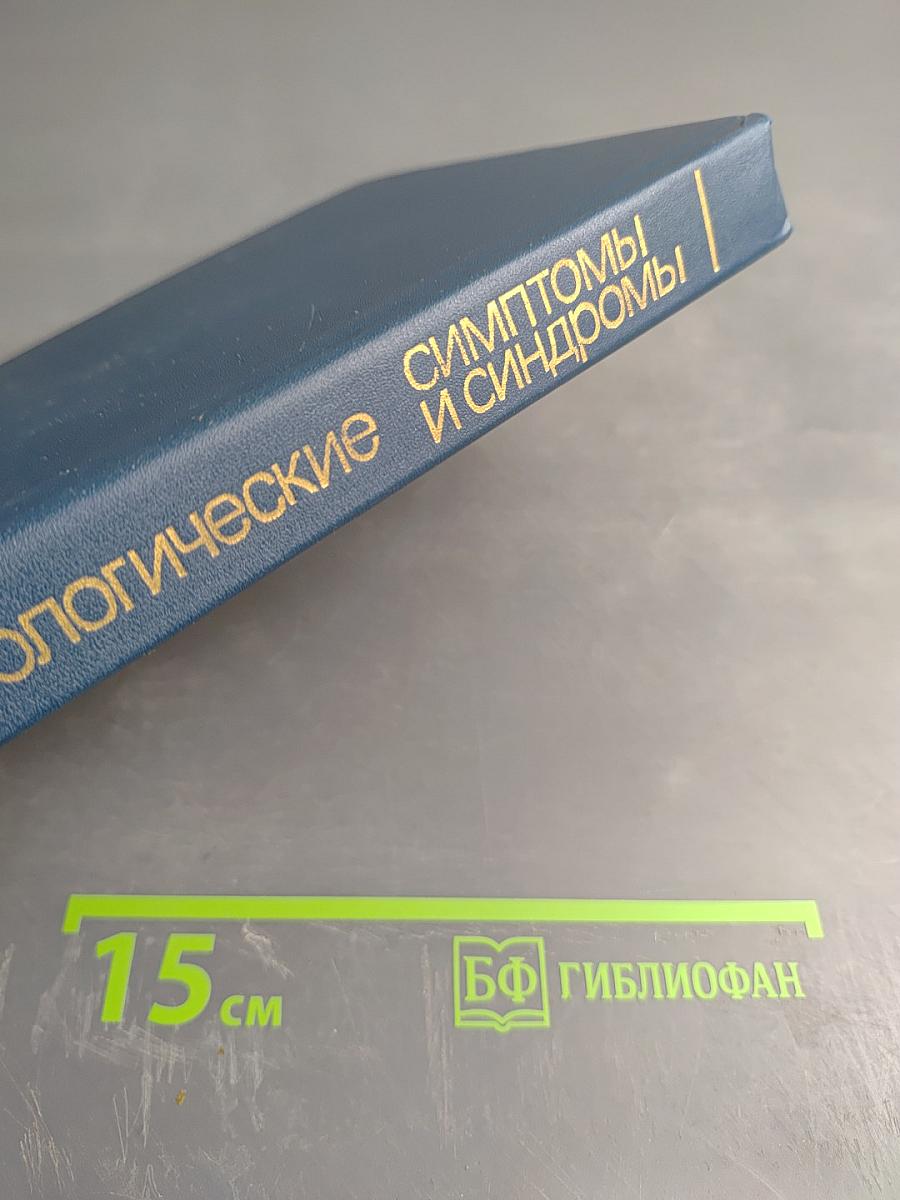 ологические
симптомы
и синдромы
15 см
БФ ГИБЛИОФАН